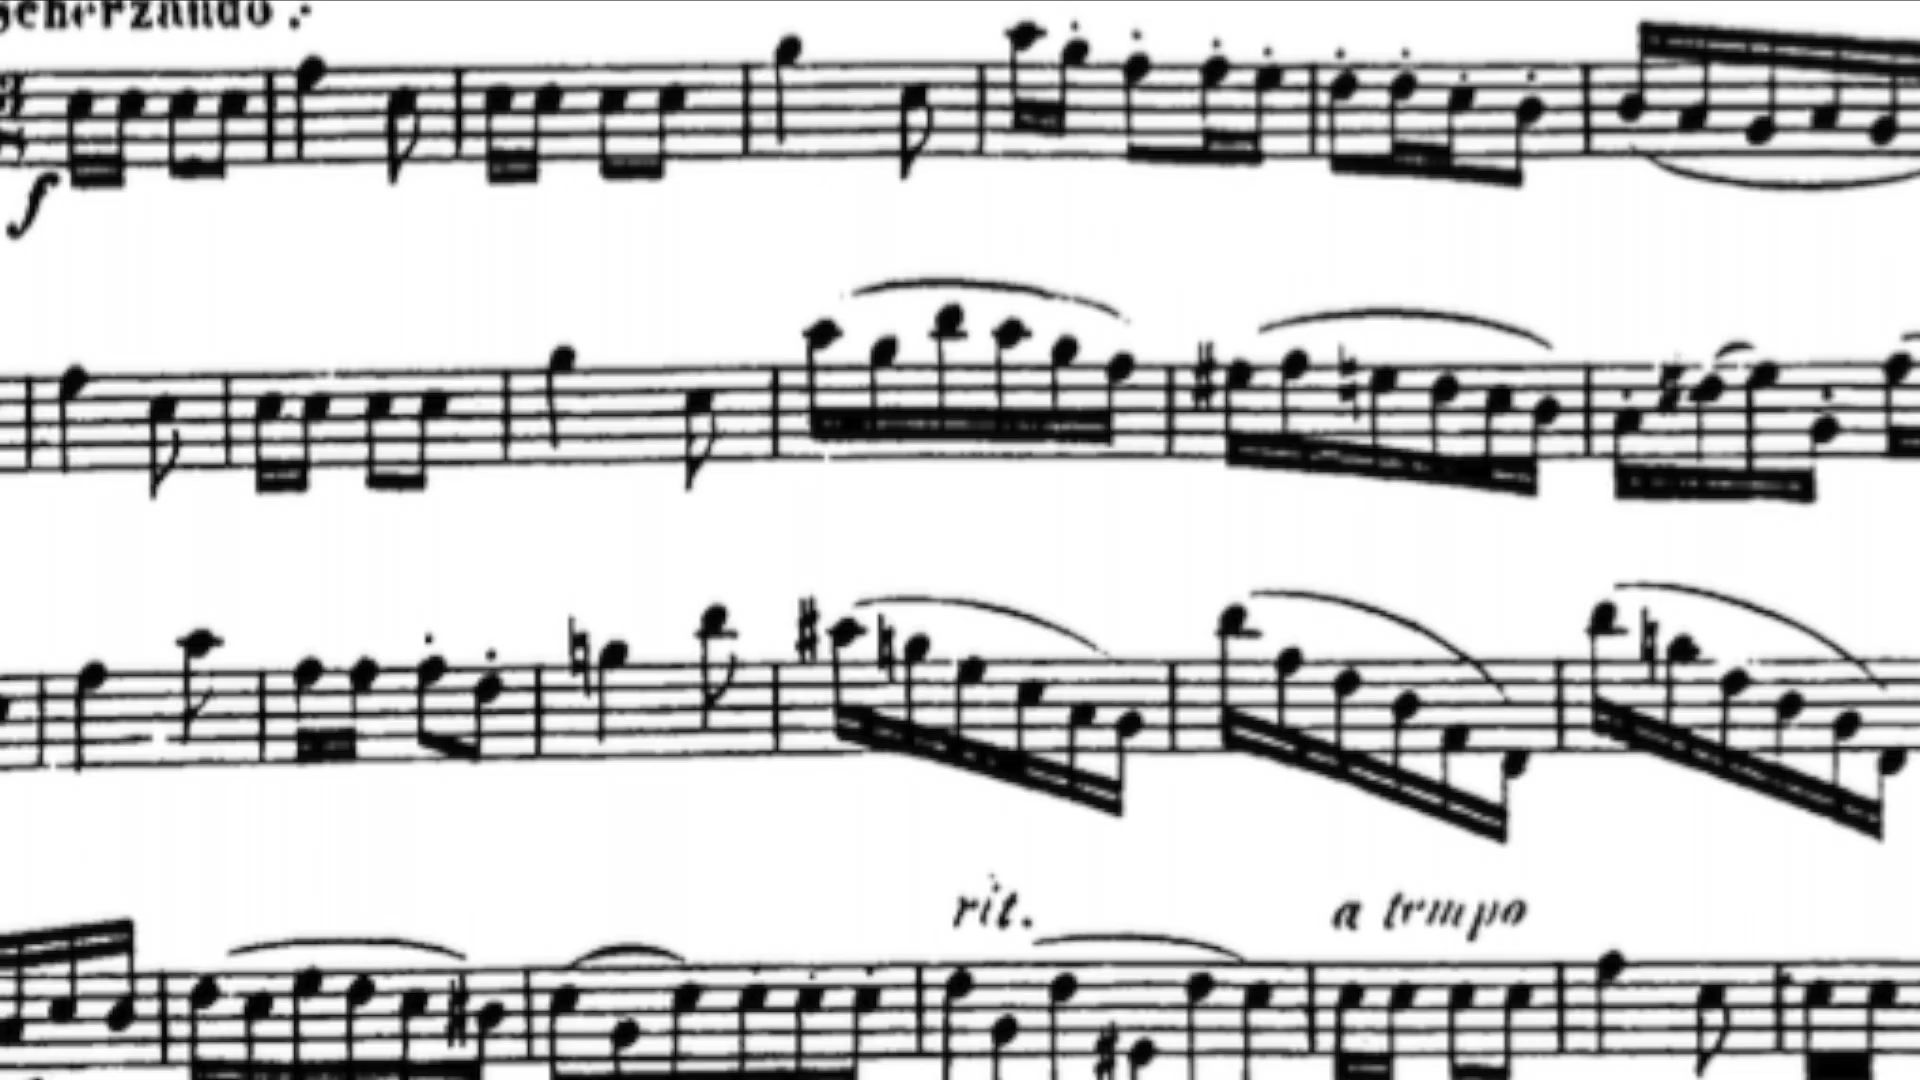 scherzando.
f
rit. a tempo